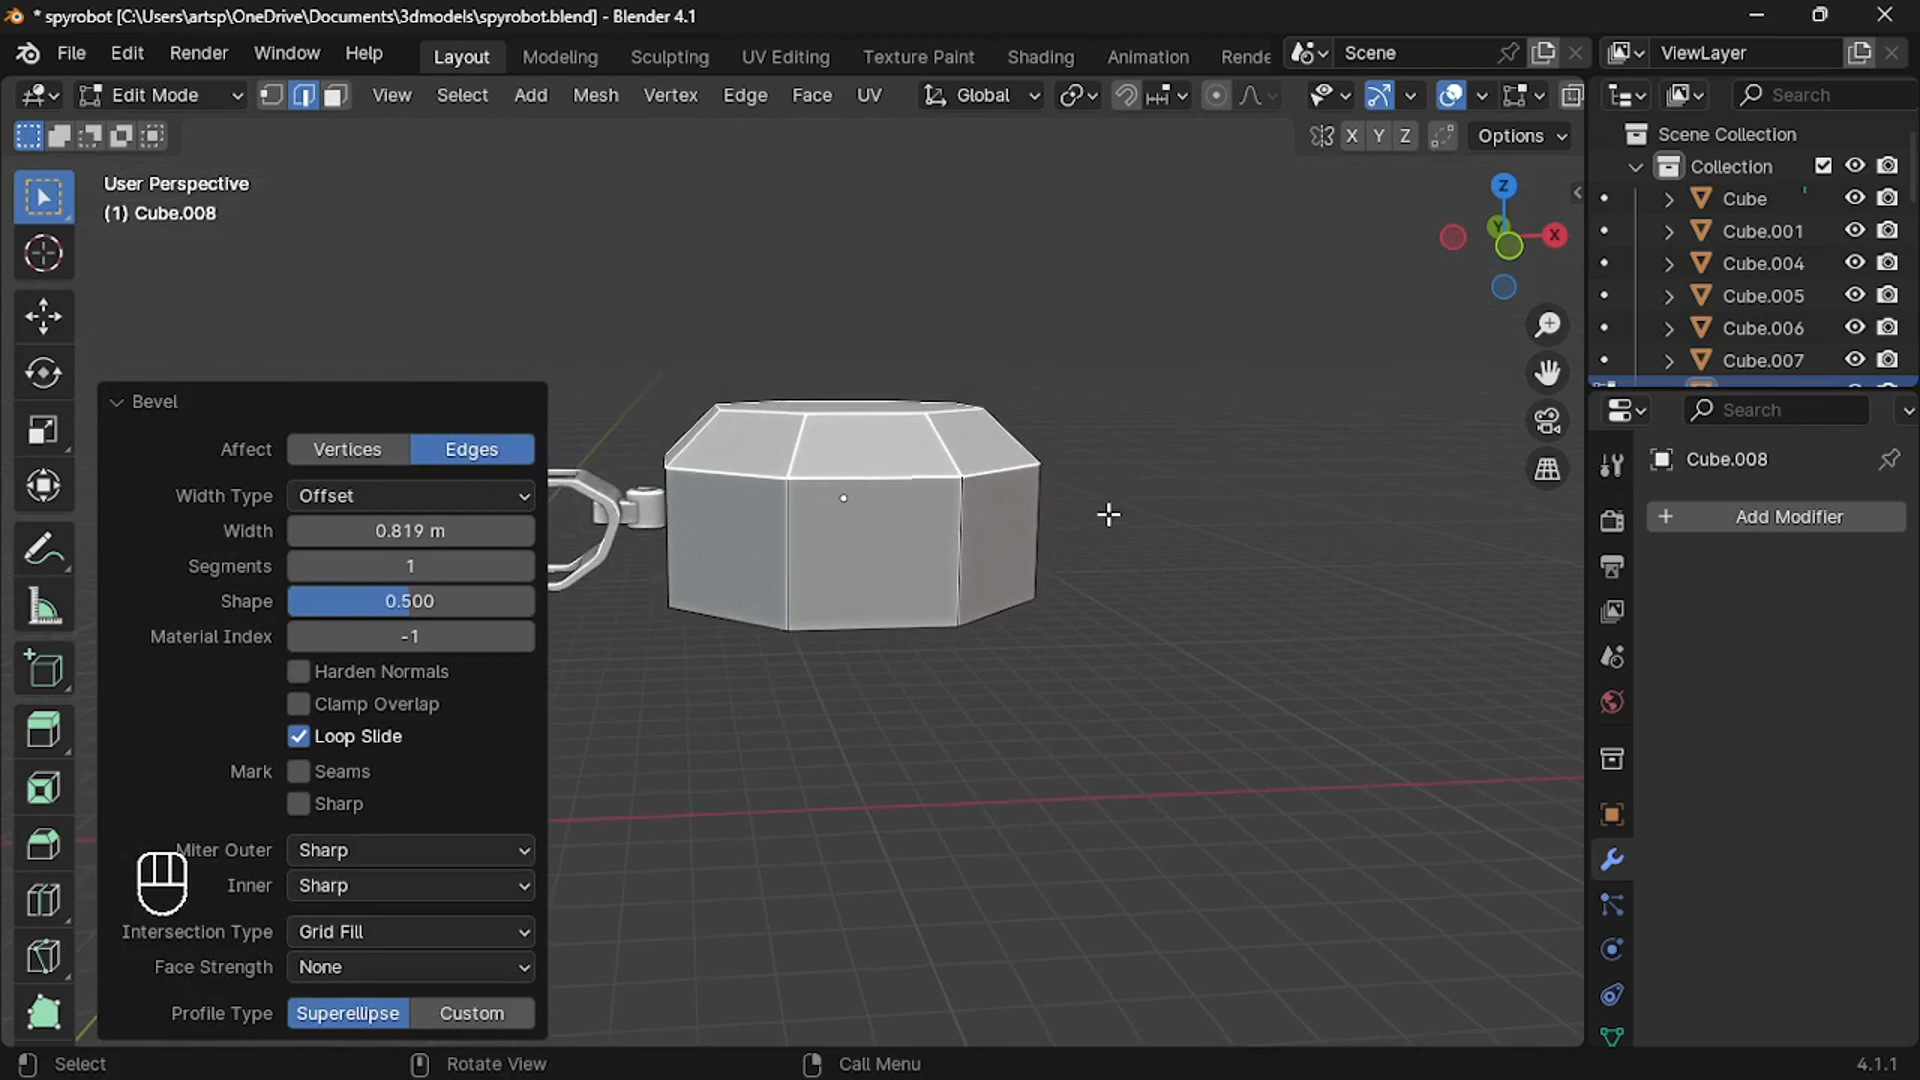 * spyrobot [C:\Users\artsp\OneDrive\Documents\3dmodels\spyrobot.blend] - Blender 4.1
File Edit Render Window Help Layout Modeling Sculpting UV Editing Texture Paint Shading Animation Rende Scene ViewLayer
Edit Mode View Select Add Mesh Vertex Edge Face UV Global Search
X Y Z Options
Scene Collection
Collection
Cube
Cube.001
Cube.004
Cube.005
Cube.006
Cube.007
User Perspective
(1) Cube.008
Z
Y
X
Search
Cube.008
Add Modifier
Bevel
Affect Vertices Edges
Width Type Offset
Width 0.819 m
Segments 1
Shape 0.500
Material Index -1
Harden Normals
Clamp Overlap
Loop Slide
Mark Seams
Sharp
Miter Outer Sharp
Inner Sharp
Intersection Type Grid Fill
Face Strength None
Profile Type Superellipse Custom
Select Rotate View Call Menu 4.1.1